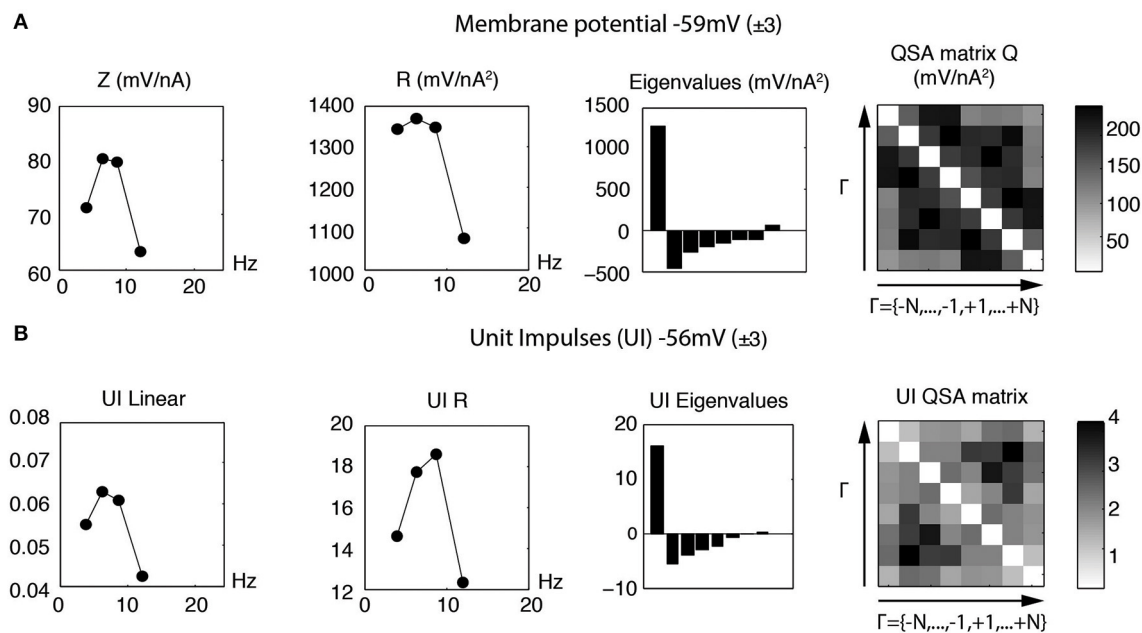 A
Membrane potential -59mV (±3)
Z (mV/nA)
R (mV/nA²)
Eigenvalues (mV/nA²)
QSA matrix Q
(mV/nA²)
90
80
70
60
0
10
20
Hz
1400
1300
1200
1100
1000
0
10
20
Hz
1500
1000
500
0
−500
Γ
Γ={-N,...,-1,+1,...+N}
200
150
100
50
B
Unit Impulses (UI) -56mV (±3)
UI Linear
UI R
UI Eigenvalues
UI QSA matrix
0.08
0.07
0.06
0.05
0.04
0
10
20
Hz
20
18
16
14
12
0
10
20
Hz
20
10
0
−10
Γ
Γ={-N,...,-1,+1,...+N}
4
3
2
1